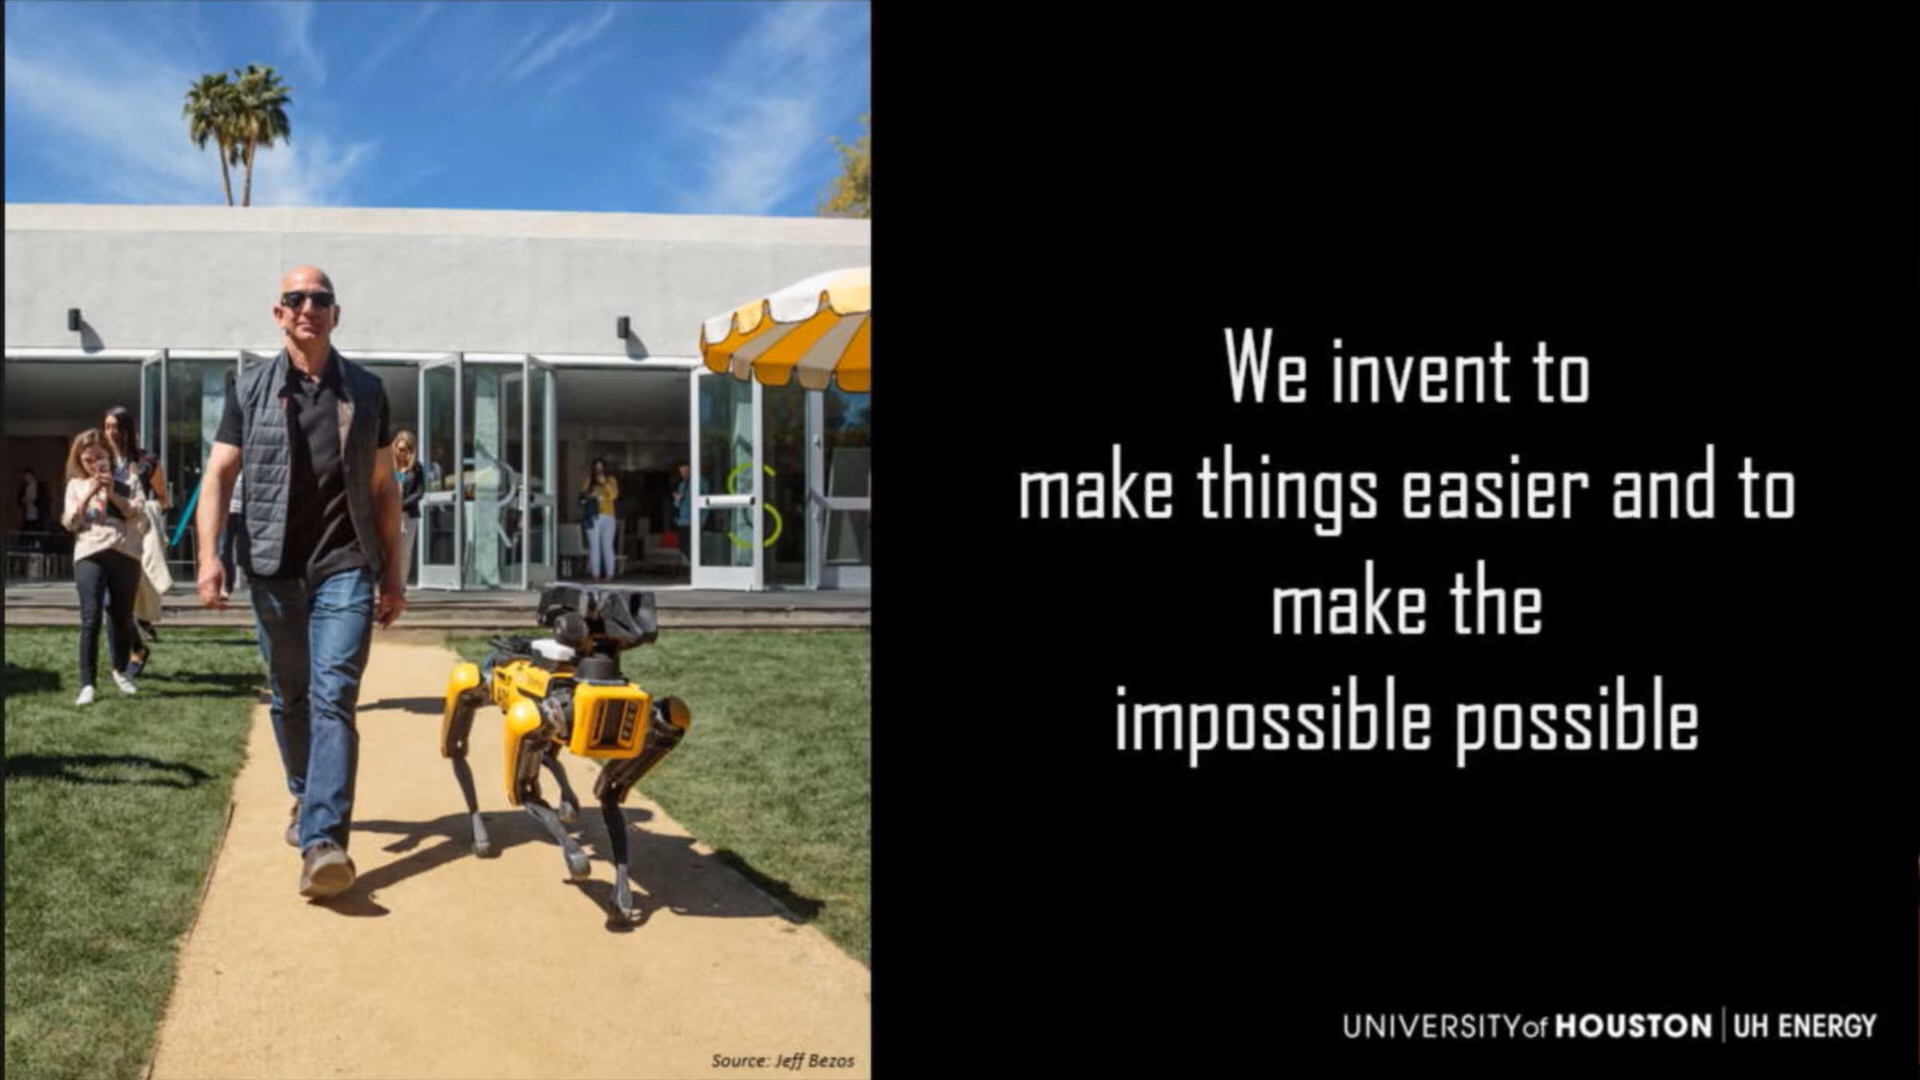 We invent to
make things easier and to
make the
impossible possible
Source: Jeff Bezos
UNIVERSITY of HOUSTON | UH ENERGY